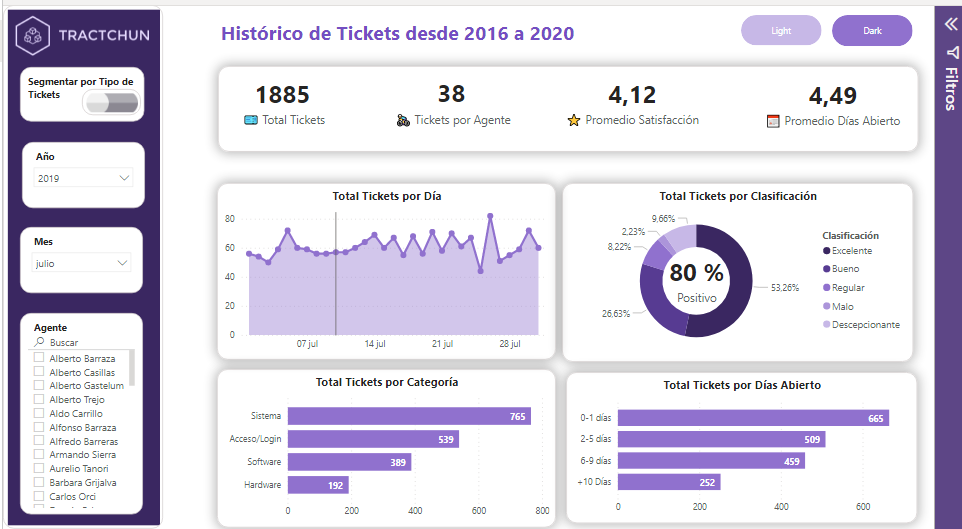 TRACTCHUN
Segmentar por Tipo de
Tickets
Año
2019
Mes
julio
Agente
Buscar
Alberto Barraza
Alberto Casillas
Alberto Gastelum
Alberto Trejo
Aldo Carrillo
Alfonso Barraza
Alfredo Barreras
Armando Sierra
Aurelio Tanori
Barbara Grijalva
Carlos Orci
Histórico de Tickets desde 2016 a 2020
Light
Dark
Filtros
1885
Total Tickets
38
Tickets por Agente
4,12
Promedio Satisfacción
4,49
Promedio Días Abierto
Total Tickets por Día
80
60
40
20
0
07 jul
14 jul
21 jul
28 jul
Total Tickets por Clasificación
9,66%
2,23%
8,22%
26,63%
53,26%
80 %
Positivo
Clasificación
Excelente
Bueno
Regular
Malo
Descepcionante
Total Tickets por Categoría
Sistema 765
Acceso/Login 539
Software 389
Hardware 192
0 200 400 600 800
Total Tickets por Días Abierto
0-1 días 665
2-5 días 509
6-9 días 459
+10 Días 252
0 200 400 600